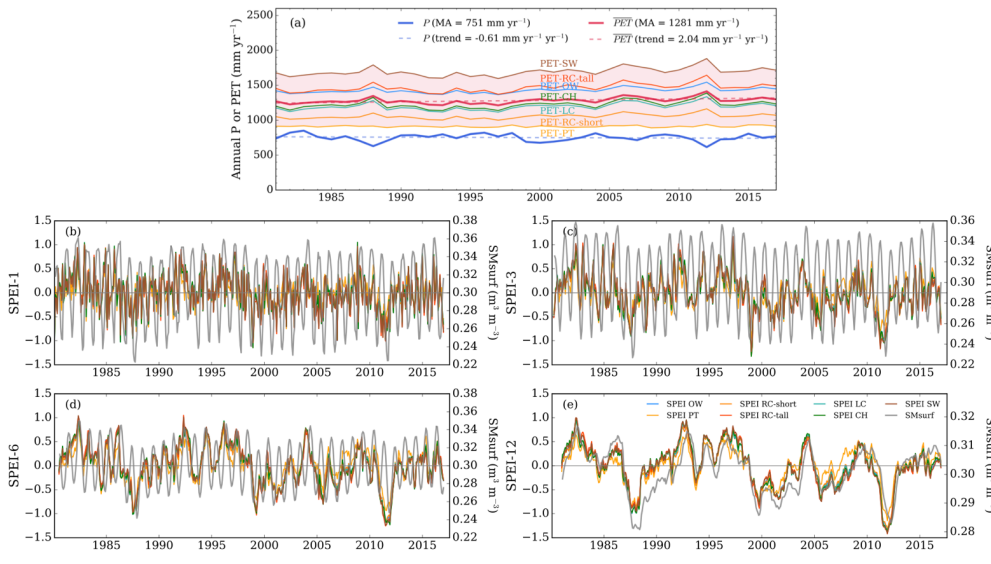 (a)
P (MA = 751 mm yr⁻¹)
P (trend = -0.61 mm yr⁻¹ yr¹)
PET (MA = 1281 mm yr⁻¹)
PET (trend = 2.04 mm yr⁻¹ yr¹)
Annual P or PET (mm yr⁻¹)
2500
2000
1500
1000
500
0
PET-SW
PET-RC-tall
PET-OW
PET-CH
PET-LC
PET-RC-short
PET-PT
1985 1990 1995 2000 2005 2010 2015
(b)
SPEI-1
1.5
1.0
0.5
0.0
−0.5
−1.0
−1.5
0.38
0.36
0.34
0.32
0.30
0.28
0.26
0.24
0.22
SMsurf (m³ m⁻³)
1985 1990 1995 2000 2005 2010 2015
(c)
SPEI-3
1.5
1.0
0.5
0.0
−0.5
−1.0
−1.5
0.36
0.34
0.32
0.30
0.28
0.26
0.24
0.22
1985 1990 1995 2000 2005 2010 2015
(d)
SPEI-6
1.5
1.0
0.5
0.0
−0.5
−1.0
−1.5
0.38
0.36
0.34
0.32
0.30
0.28
0.26
0.24
0.22
SMsurf (m³ m⁻³)
1985 1990 1995 2000 2005 2010 2015
(e)
SPEI OW SPEI RC-short SPEI LC SPEI SW
SPEI PT SPEI RC-tall SPEI CH SMsurf
SPEI-12
1.5
1.0
0.5
0.0
−0.5
−1.0
−1.5
0.32
0.31
0.30
0.29
0.28
1985 1990 1995 2000 2005 2010 2015